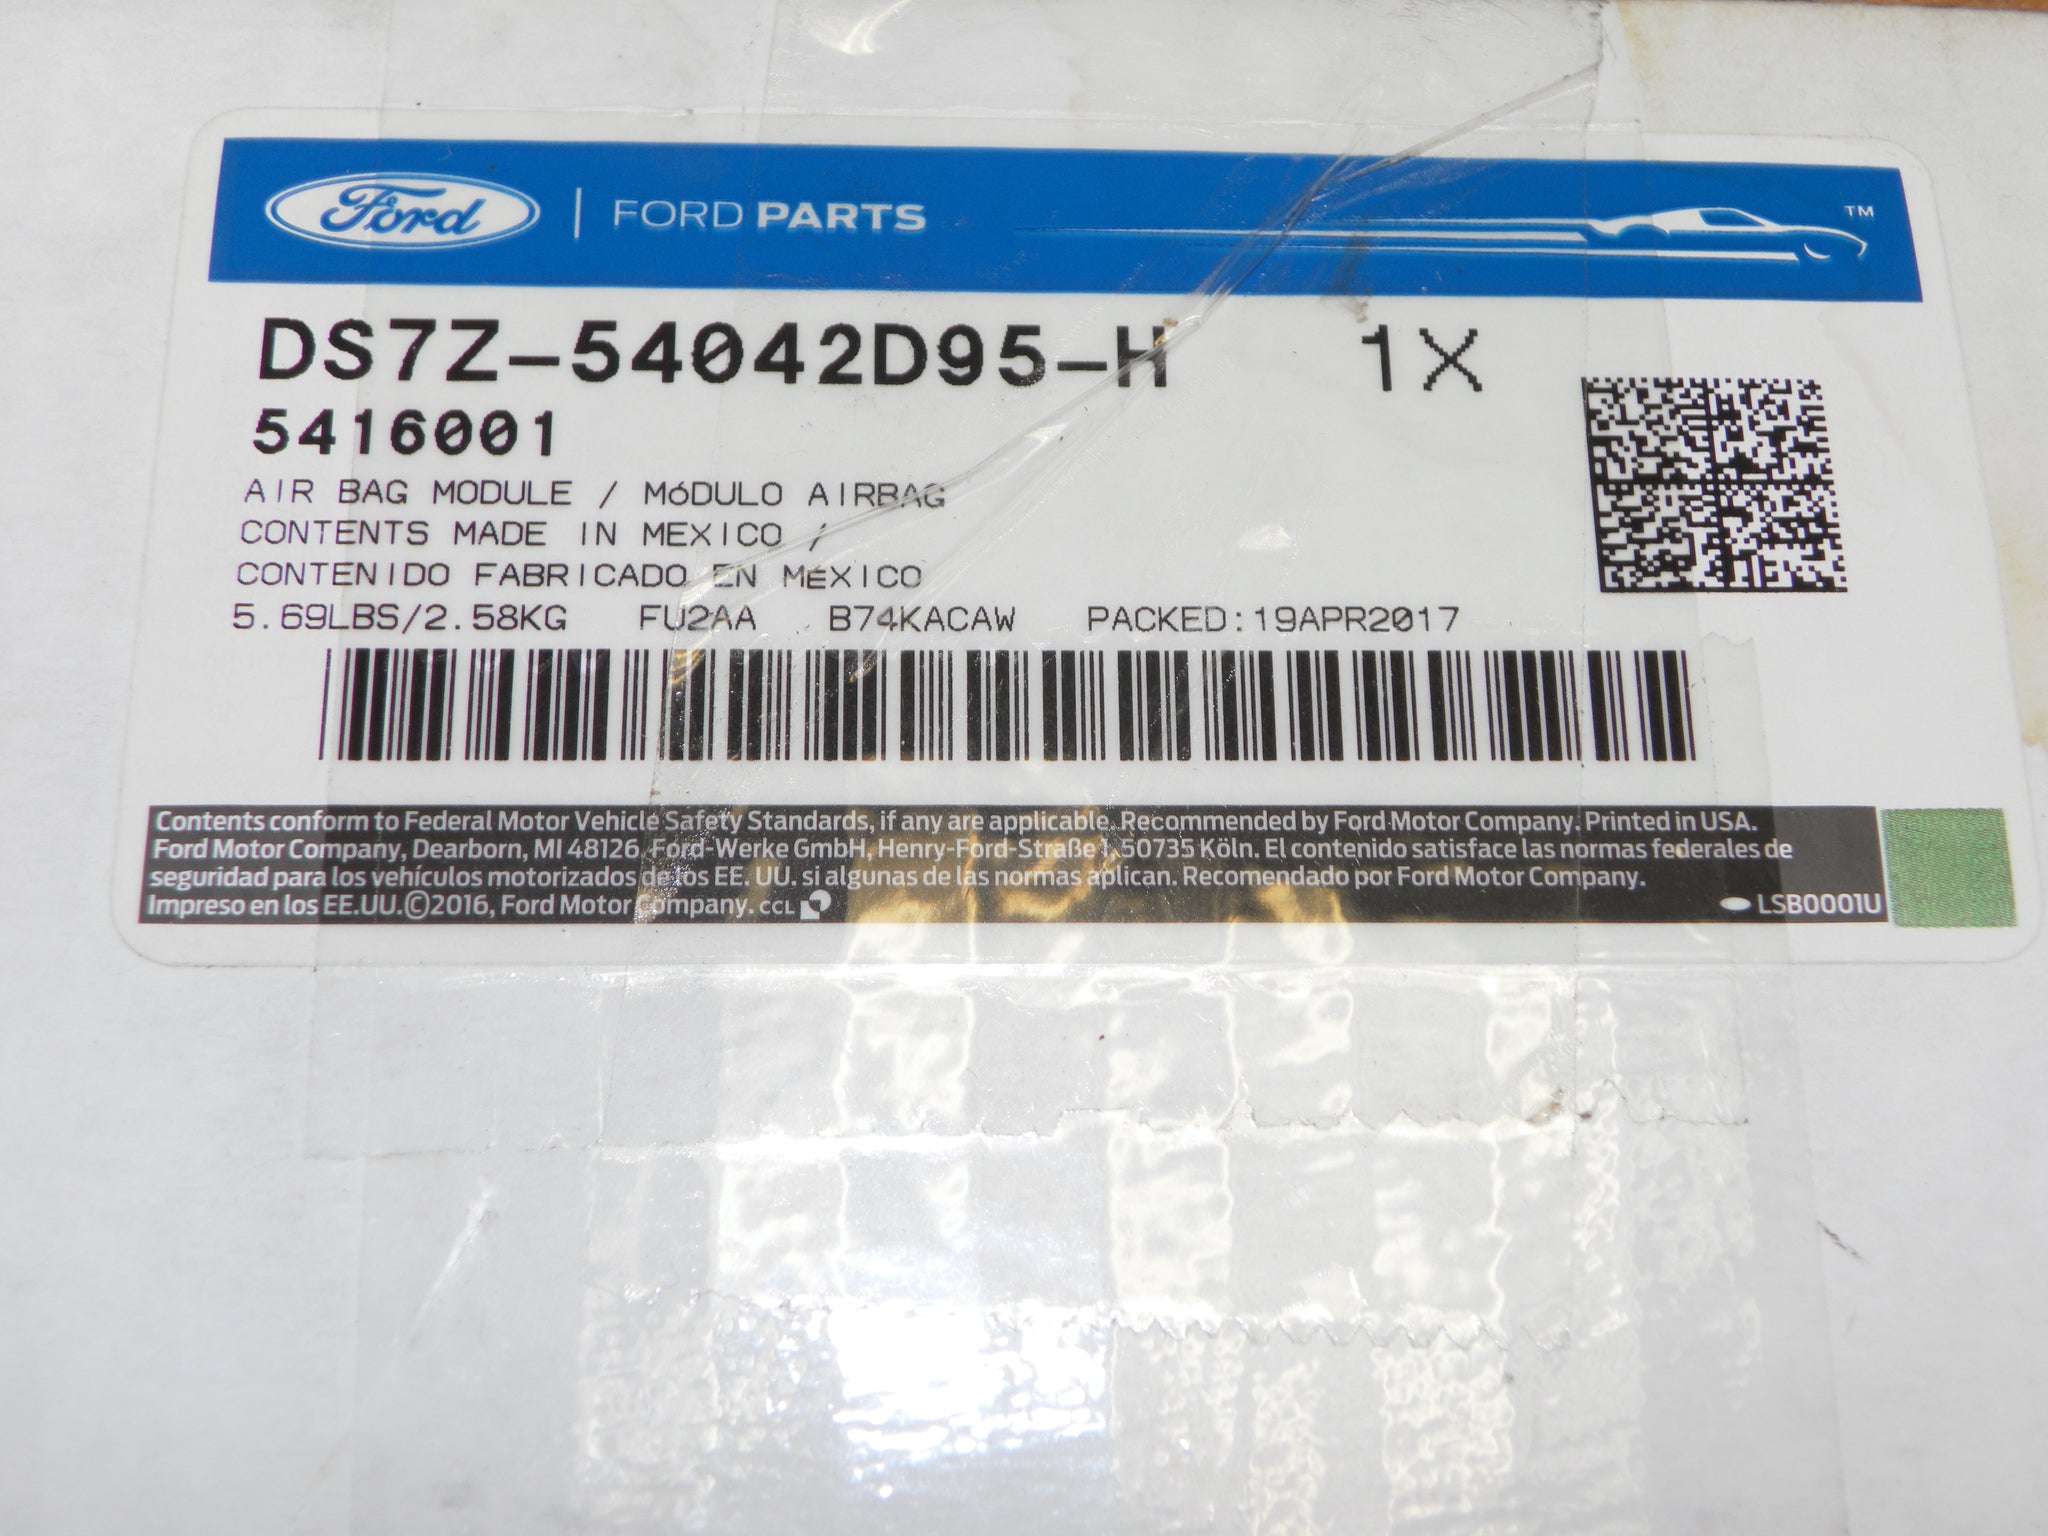 Ford | FORD PARTS TM
DS7Z-54042D95-H 1X
5416001
AIR BAG MODULE / MóDULO AIRBAG
CONTENTS MADE IN MEXICO /
CONTENIDO FABRICADO EN MéXICO
5.69LBS/2.58KG FU2AA B74KACAW PACKED:19APR2017
Contents conform to Federal Motor Vehicle Safety Standards, if any are applicable. Recommended by Ford Motor Company. Printed in USA.
Ford Motor Company, Dearborn, MI 48126, Ford-Werke GmbH, Henry-Ford-Straße 1, 50735 Köln. El contenido satisface las normas federales de
seguridad para los vehículos motorizados de los EE. UU. si algunas de las normas aplican. Recomendado por Ford Motor Company.
Impreso en los EE.UU.©2016, Ford Motor Company. CCL LSB0001U